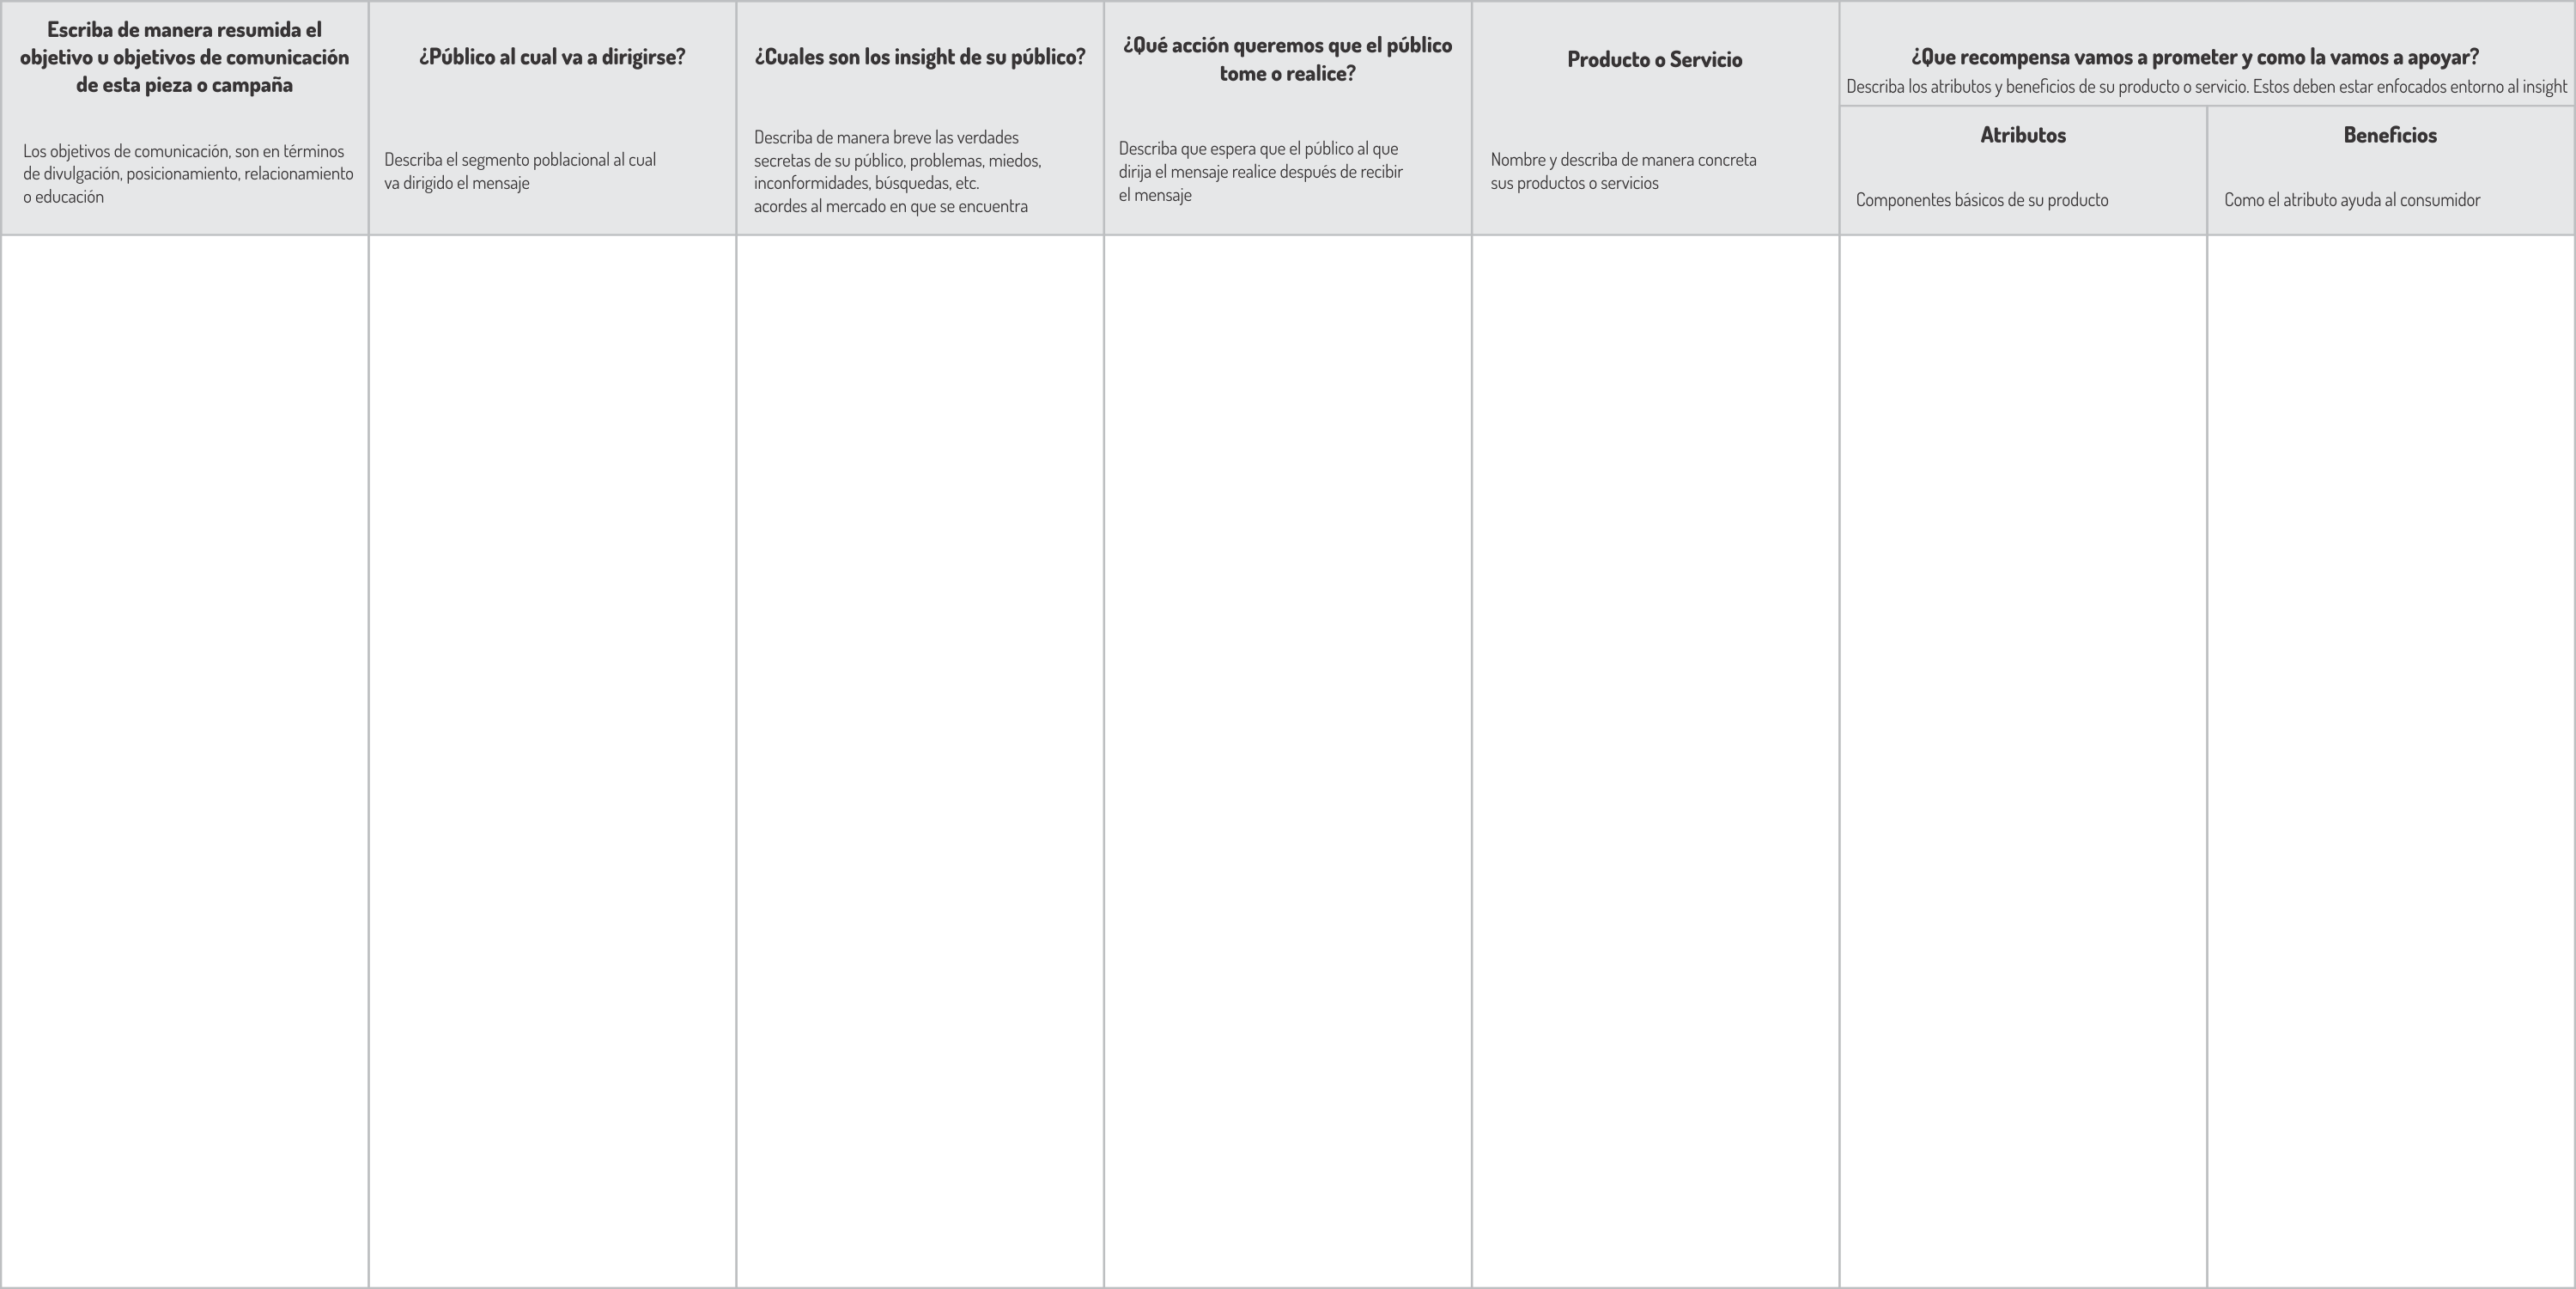 Escriba de manera resumida el
objetivo u objetivos de comunicación
de esta pieza o campaña
Los objetivos de comunicación, son en términos
de divulgación, posicionamiento, relacionamiento
o educación
¿Público al cual va a dirigirse?
Describa el segmento poblacional al cual
va dirigido el mensaje
¿Cuales son los insight de su público?
Describa de manera breve las verdades
secretas de su público, problemas, miedos,
inconformidades, búsquedas, etc.
acordes al mercado en que se encuentra
¿Qué acción queremos que el público
tome o realice?
Describa que espera que el público al que
dirija el mensaje realice después de recibir
el mensaje
Producto o Servicio
Nombre y describa de manera concreta
sus productos o servicios
¿Que recompensa vamos a prometer y como la vamos a apoyar?
Describa los atributos y beneficios de su producto o servicio. Estos deben estar enfocados entorno al insight
Atributos
Componentes básicos de su producto
Beneficios
Como el atributo ayuda al consumidor